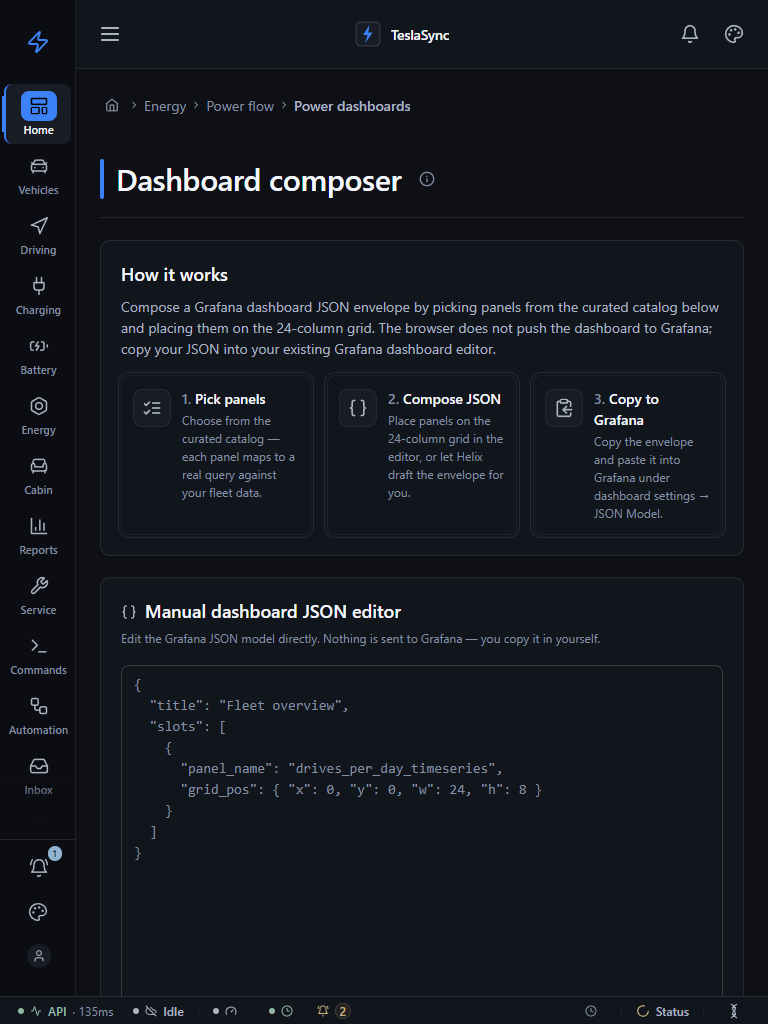 TeslaSync
Home
Vehicles
Driving
Charging
Battery
Energy
Cabin
Reports
Service
Commands
Automation
Inbox
1
Energy > Power flow > Power dashboards
Dashboard composer
How it works
Compose a Grafana dashboard JSON envelope by picking panels from the curated catalog below
and placing them on the 24-column grid. The browser does not push the dashboard to Grafana;
copy your JSON into your existing Grafana dashboard editor.
1. Pick panels
Choose from the
curated catalog —
each panel maps to a
real query against
your fleet data.
2. Compose JSON
Place panels on the
24-column grid in the
editor, or let Helix
draft the envelope for
you.
3. Copy to
Grafana
Copy the envelope
and paste it into
Grafana under
dashboard settings →
JSON Model.
Manual dashboard JSON editor
Edit the Grafana JSON model directly. Nothing is sent to Grafana — you copy it in yourself.
{
  "title": "Fleet overview",
  "slots": [
    {
      "panel_name": "drives_per_day_timeseries",
      "grid_pos": { "x": 0, "y": 0, "w": 24, "h": 8 }
    }
  ]
}
API · 135ms
Idle
2
Status